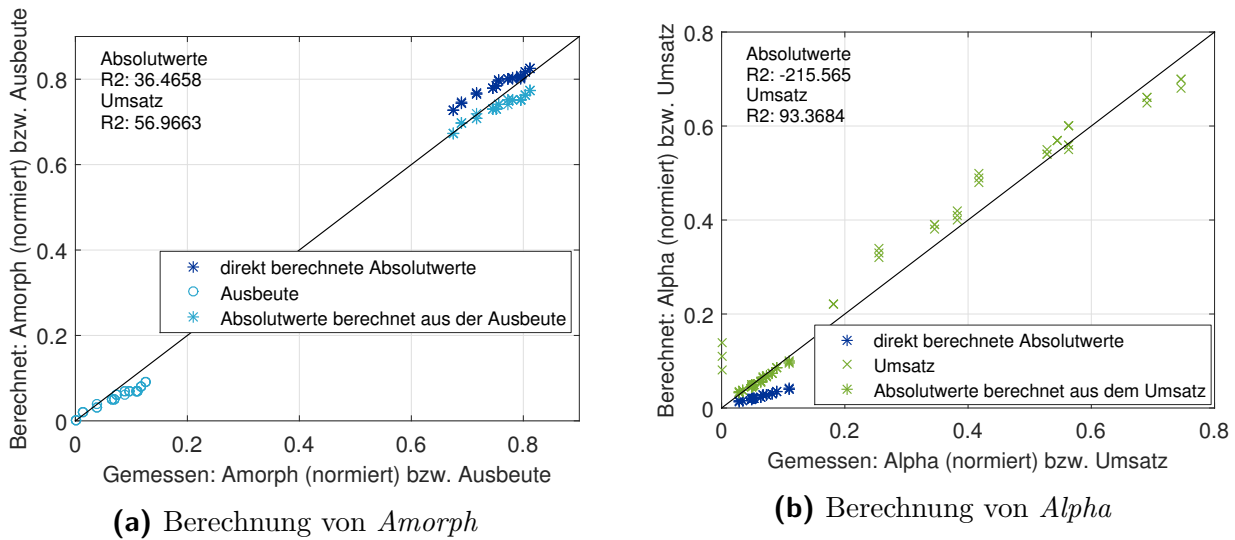 Berechnet: Amorph (normiert) bzw. Ausbeute
Absolutwerte
R2: 36.4658
Umsatz
R2: 56.9663
0.8
0.6
0.4
0.2
0
direkt berechnete Absolutwerte
Ausbeute
Absolutwerte berechnet aus der Ausbeute
0
0.2
0.4
0.6
0.8
Gemessen: Amorph (normiert) bzw. Ausbeute
(a) Berechnung von Amorph
Berechnet: Alpha (normiert) bzw. Umsatz
Absolutwerte
R2: -215.565
Umsatz
R2: 93.3684
0.8
0.6
0.4
0.2
0
direkt berechnete Absolutwerte
Umsatz
Absolutwerte berechnet aus dem Umsatz
0
0.2
0.4
0.6
0.8
Gemessen: Alpha (normiert) bzw. Umsatz
(b) Berechnung von Alpha